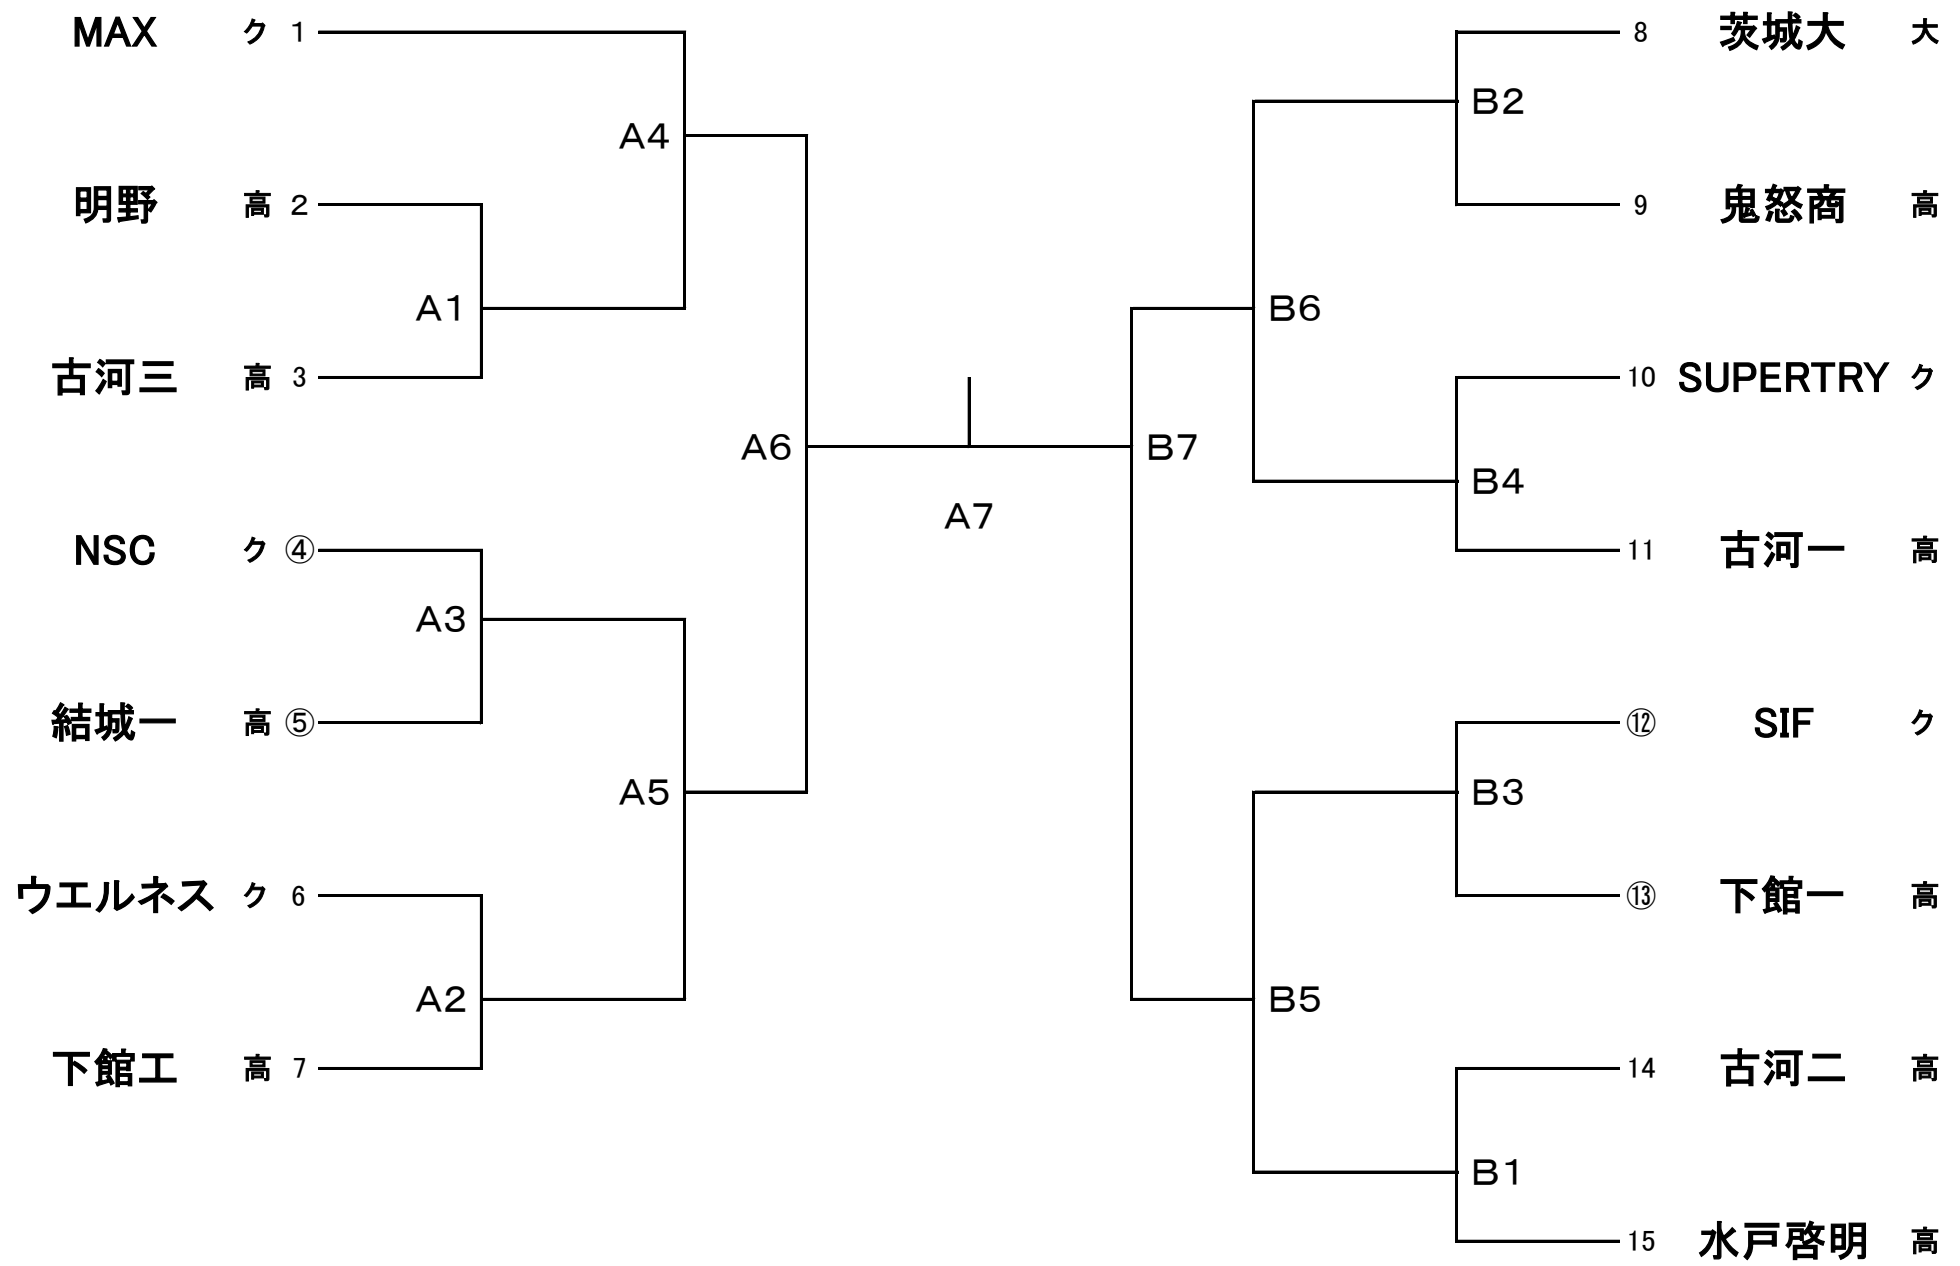 MAX ク 1
A4
明野 高 2
A1
古河三 高 3
A6
NSC ク ④
A3
結城一 高 ⑤
A5
ウエルネス ク 6
A2
下館工 高 7
A7
8 茨城大 大
B2
9 鬼怒商 高
B6
10 SUPERTRY ク
B4
11 古河一 高
B7
⑫ SIF ク
B3
⑬ 下館一 高
B5
14 古河二 高
B1
15 水戸啓明 高